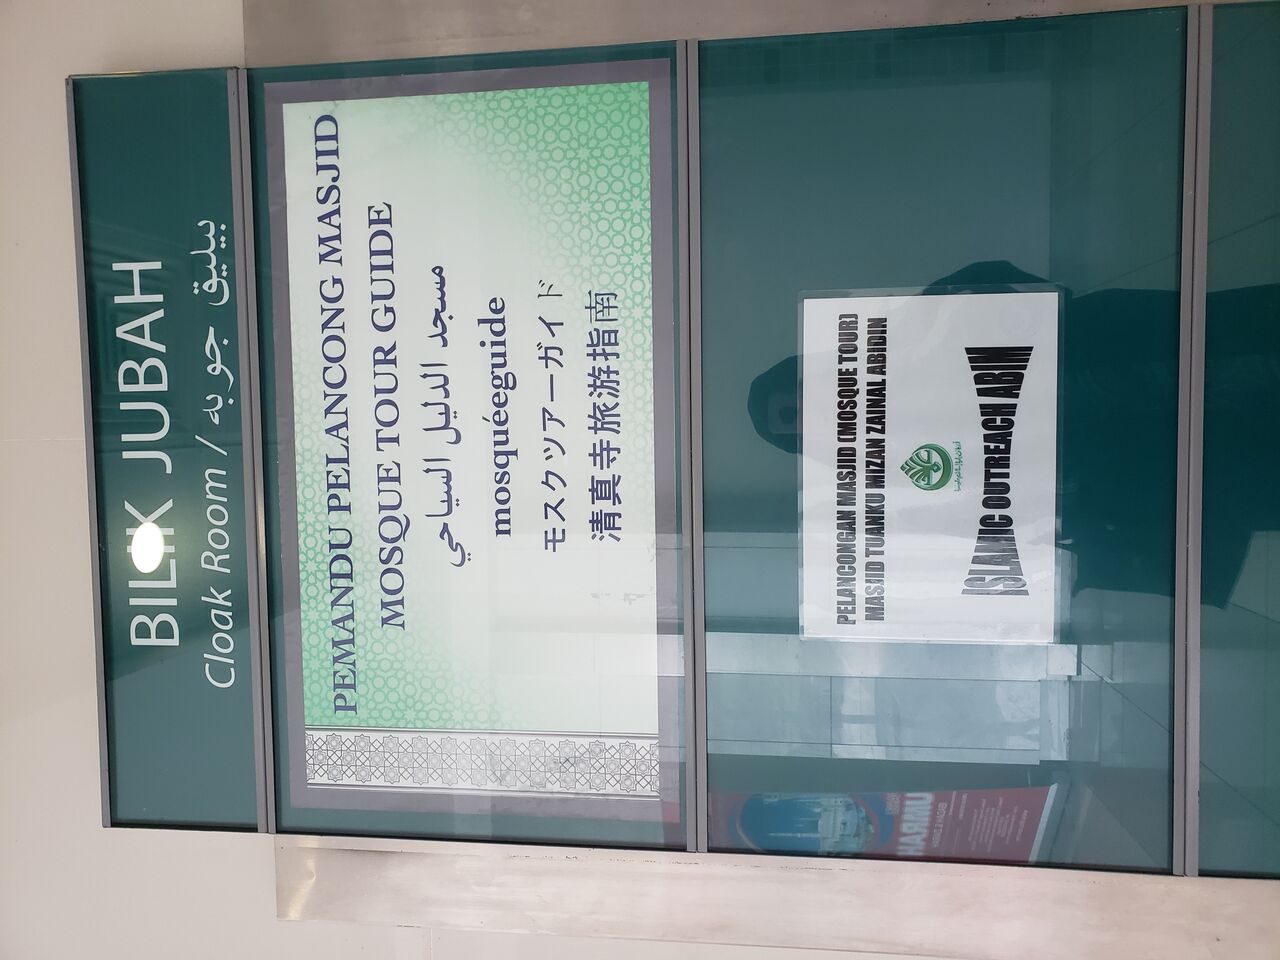 BILIK JUBAH
Cloak Room / بيليق جوبه
PEMANDU PELANCONG MASJID
MOSQUE TOUR GUIDE
مسجد الدليل السياحي
mosquéeguide
モスクツアーガイド
清真寺旅游指南
PELANCONGAN MASJID (MOSQUE TOUR)
MASJID TUANKU MIZAN ZAINAL ABIDIN
ISLAMIC OUTREACH ABIM
UMRAH